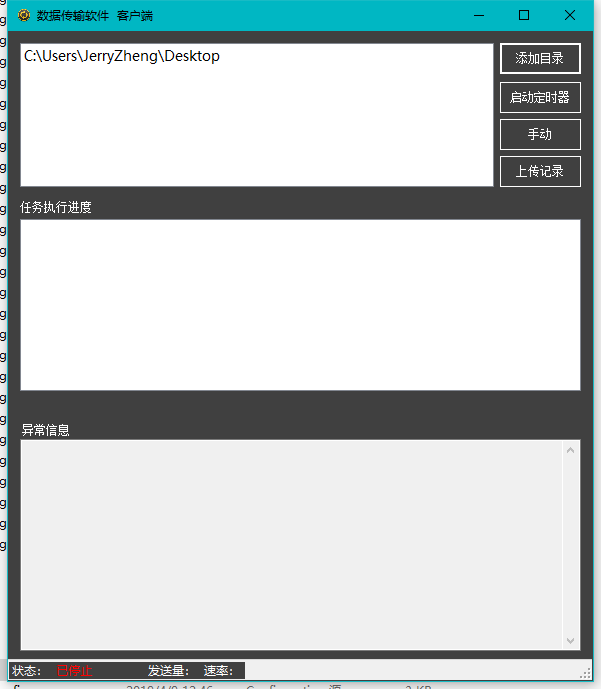 数据传输软件 客户端
C:\Users\JerryZheng\Desktop
添加目录
启动定时器
手动
上传记录
任务执行进度
异常信息
状态: 已停止 发送量: 速率: